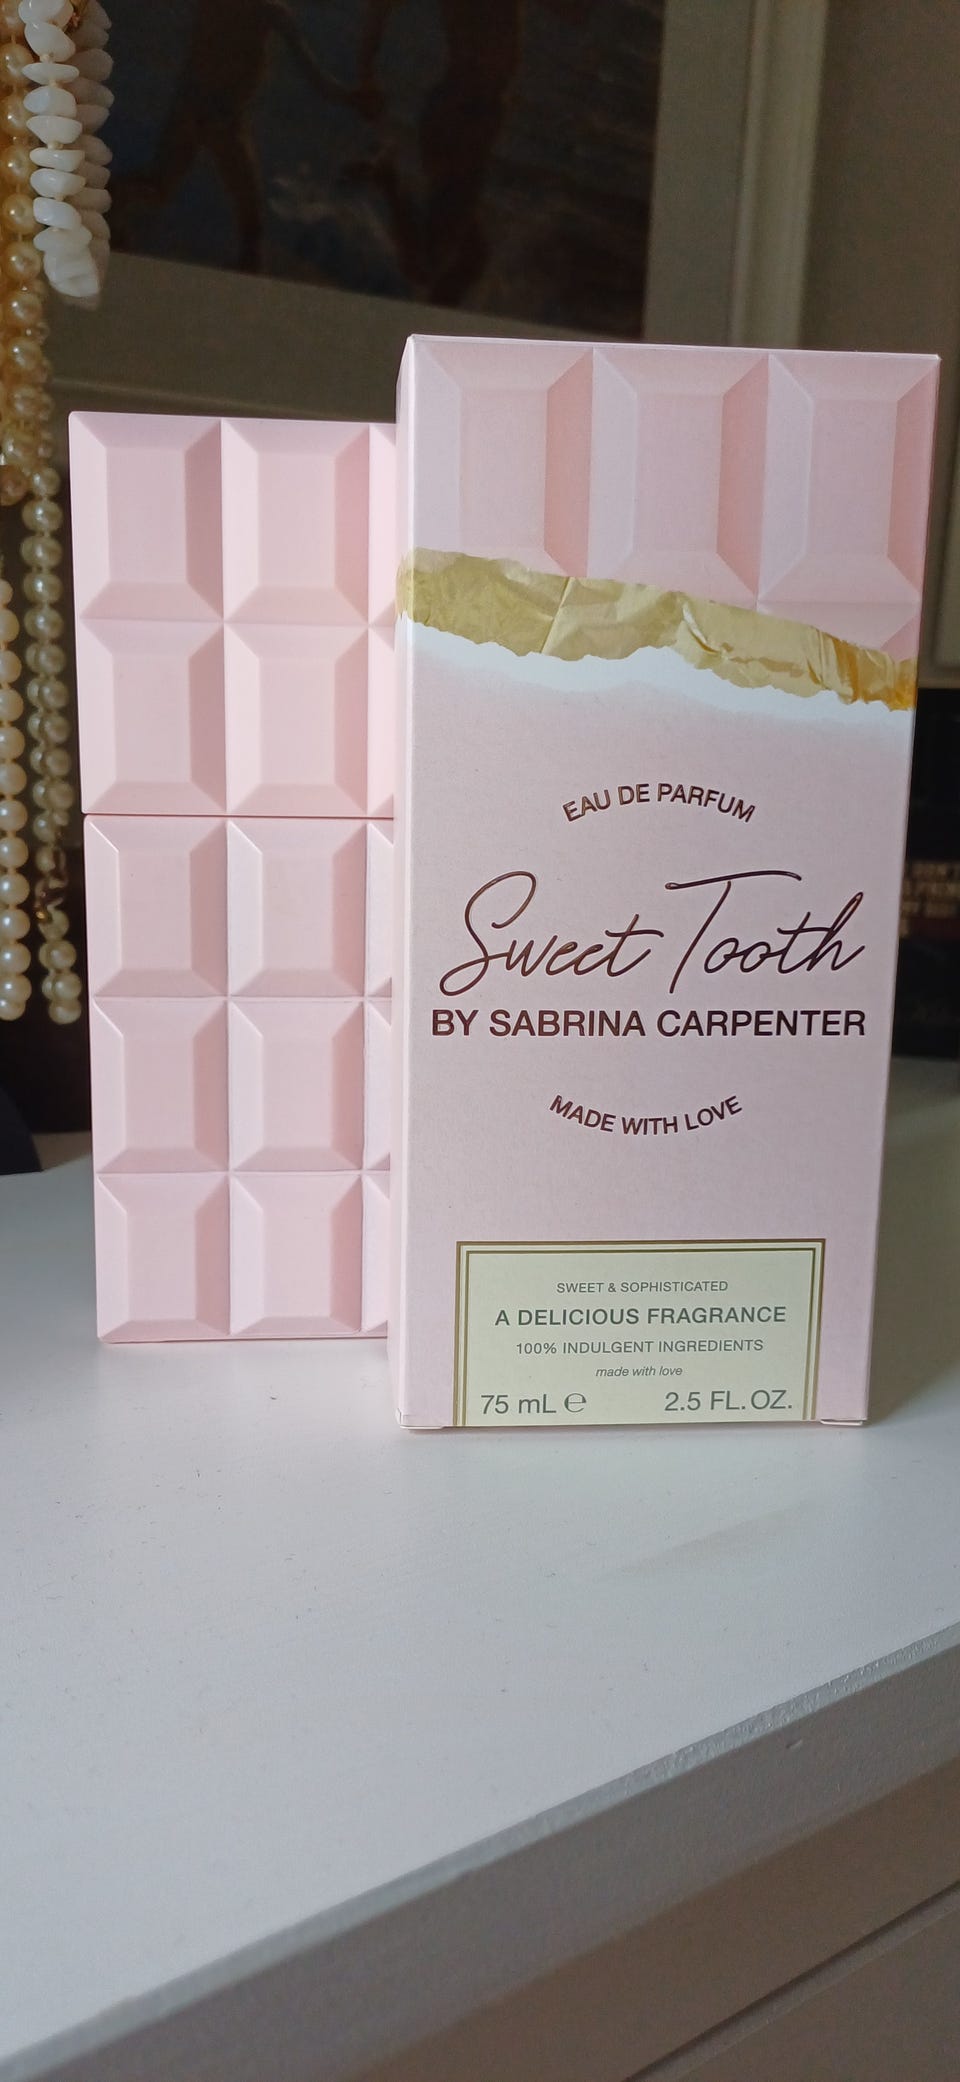 EAU DE PARFUM
Sweet Tooth
BY SABRINA CARPENTER
MADE WITH LOVE
SWEET & SOPHISTICATED
A DELICIOUS FRAGRANCE
100% INDULGENT INGREDIENTS
made with love
75 mL ℮ 2.5 FL. OZ.